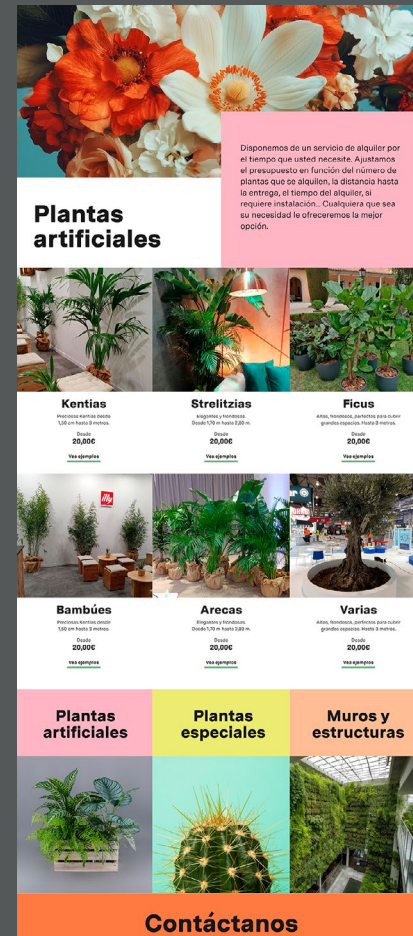 Disponemos de un servicio de alquiler por
el tiempo que usted necesite. Ajustamos
el presupuesto en función del número de
plantas que se alquilen, la distancia hasta
la entrega, el tiempo del alquiler, si
requiere instalación... Cualquiera que sea
su necesidad le ofreceremos la mejor
opción.
Plantas
artificiales
Kentias
Preciosas Kentias desde
1,50 cm hasta 3 metros.
Desde
20,00€
Vea ejemplos
Strelitzias
Elegantes y frondosas.
Desde 1,70 m hasta 2,80 m.
Desde
20,00€
Vea ejemplos
Ficus
Altos, frondosos, perfectos para cubrir
grandes espacios. Hasta 3 metros.
Desde
20,00€
Vea ejemplos
illy
Bambúes
Preciosas Kentias desde
1,50 cm hasta 3 metros.
Desde
20,00€
Vea ejemplos
Arecas
Elegantes y frondosas.
Desde 1,70 m hasta 2,80 m.
Desde
20,00€
Vea ejemplos
Varias
Altos, frondosos, perfectos para cubrir
grandes espacios. Hasta 3 metros.
Desde
20,00€
Vea ejemplos
Plantas
artificiales
Plantas
especiales
Muros y
estructuras
Contáctanos